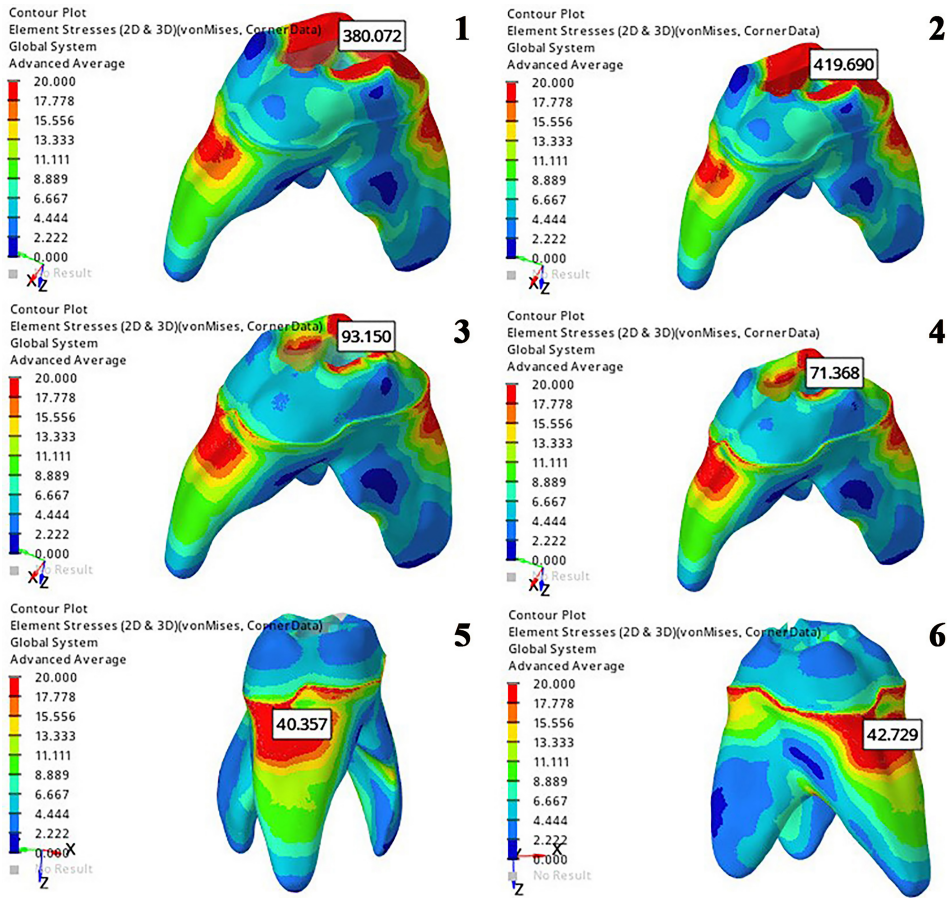 Contour Plot
Element Stresses (2D & 3D)(vonMises, CornerData)
Global System
Advanced Average
20.000
17.778
15.556
13.333
11.111
8.889
6.667
4.444
2.222
0.000
No Result
X
Z
380.072
1
Contour Plot
Element Stresses (2D & 3D)(vonMises, CornerData)
Global System
Advanced Average
20.000
17.778
15.556
13.333
11.111
8.889
6.667
4.444
2.222
0.000
No Result
X
Z
419.690
2
Contour Plot
Element Stresses (2D & 3D)(vonMises, CornerData)
Global System
Advanced Average
20.000
17.778
15.556
13.333
11.111
8.889
6.667
4.444
2.222
0.000
No Result
X
Z
93.150
3
Contour Plot
Element Stresses (2D & 3D)(vonMises, CornerData)
Global System
Advanced Average
20.000
17.778
15.556
13.333
11.111
8.889
6.667
4.444
2.222
0.000
No Result
X
Z
71.368
4
Contour Plot
Element Stresses (2D & 3D)(vonMises, CornerData)
Global System
Advanced Average
20.000
17.778
15.556
13.333
11.111
8.889
6.667
4.444
2.222
0.000
No Result
X
Z
40.357
5
Contour Plot
Element Stresses (2D & 3D)(vonMises, CornerData)
Global System
Advanced Average
20.000
17.778
15.556
13.333
11.111
8.889
6.667
4.444
2.222
0.000
No Result
X
Z
42.729
6